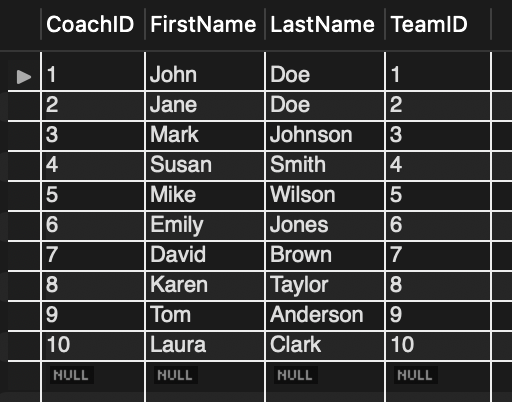 CoachID FirstName LastName TeamID
1 John Doe 1
2 Jane Doe 2
3 Mark Johnson 3
4 Susan Smith 4
5 Mike Wilson 5
6 Emily Jones 6
7 David Brown 7
8 Karen Taylor 8
9 Tom Anderson 9
10 Laura Clark 10
NULL NULL NULL NULL